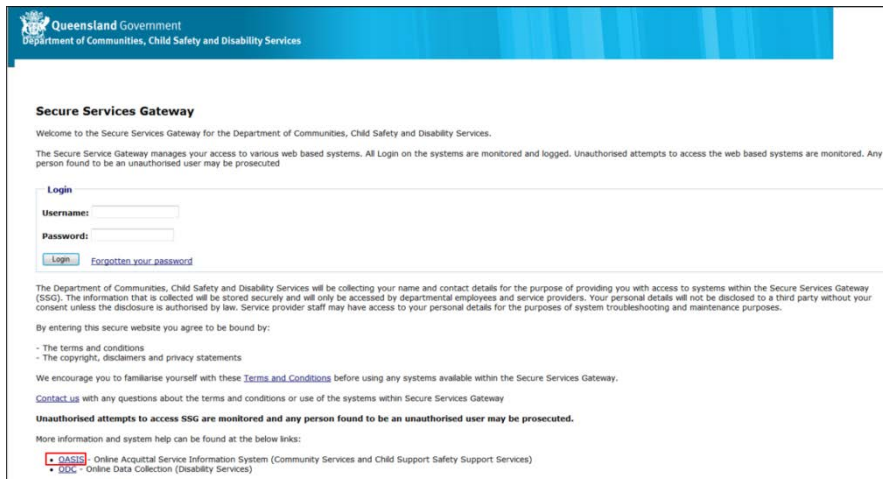 Queensland Government
Department of Communities, Child Safety and Disability Services
Secure Services Gateway
Welcome to the Secure Services Gateway for the Department of Communities, Child Safety and Disability Services.
The Secure Service Gateway manages your access to various web based systems. All Login on the systems are monitored and logged. Unauthorised attempts to access the web based systems are monitored. Any
person found to be an unauthorised user may be prosecuted
Login
Username:
Password:
Login Forgotten your password
The Department of Communities, Child Safety and Disability Services will be collecting your name and contact details for the purpose of providing you with access to systems within the Secure Services Gateway
(SSG). The information that is collected will be stored securely and will only be accessed by departmental employees and service providers. Your personal details will not be disclosed to a third party without your
consent unless the disclosure is authorised by law. Service provider staff may have access to your personal details for the purposes of system troubleshooting and maintenance purposes.
By entering this secure website you agree to be bound by:
- The terms and conditions
- The copyright, disclaimers and privacy statements
We encourage you to familiarise yourself with these Terms and Conditions before using any systems available within the Secure Services Gateway.
Contact us with any questions about the terms and conditions or use of the systems within Secure Services Gateway
Unauthorised attempts to access SSG are monitored and any person found to be an unauthorised user may be prosecuted.
More information and system help can be found at the below links:
• OASIS - Online Acquittal Service Information System (Community Services and Child Support Safety Support Services)
• ODC - Online Data Collection (Disability Services)